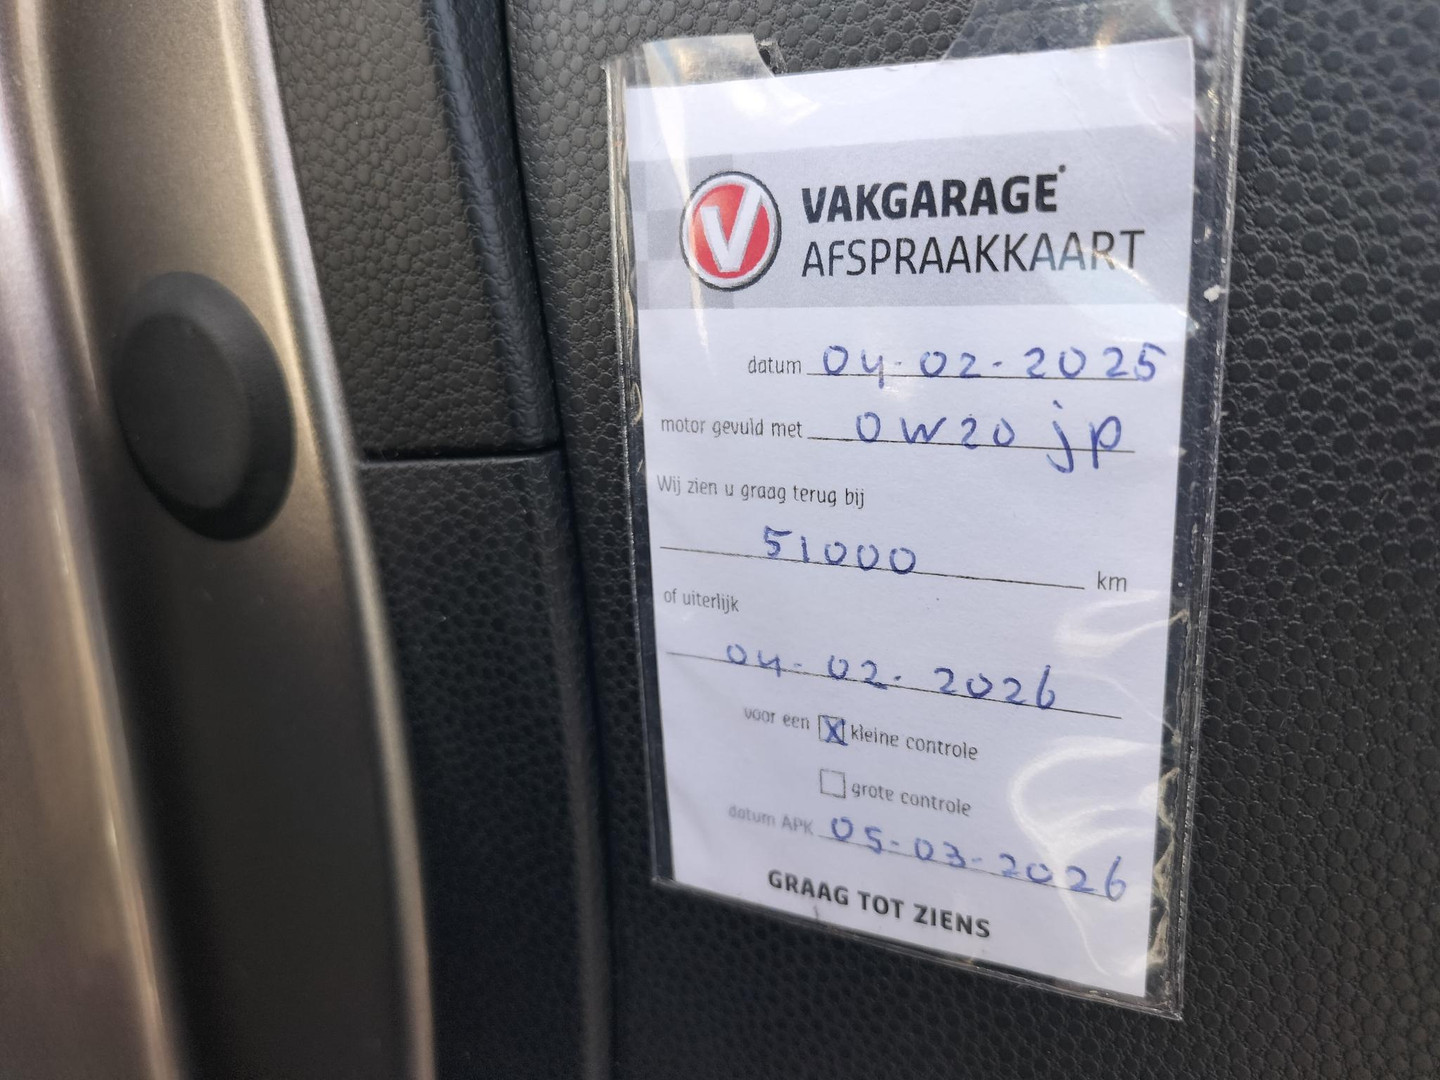 V VAKGARAGE
AFSPRAAKKAART
datum 04-02-2025
motor gevuld met 0W20 jp
Wij zien u graag terug bij
51000 km
of uiterlijk
04-02-2026
voor een X kleine controle
grote controle
datum APK 05-03-2026
GRAAG TOT ZIENS